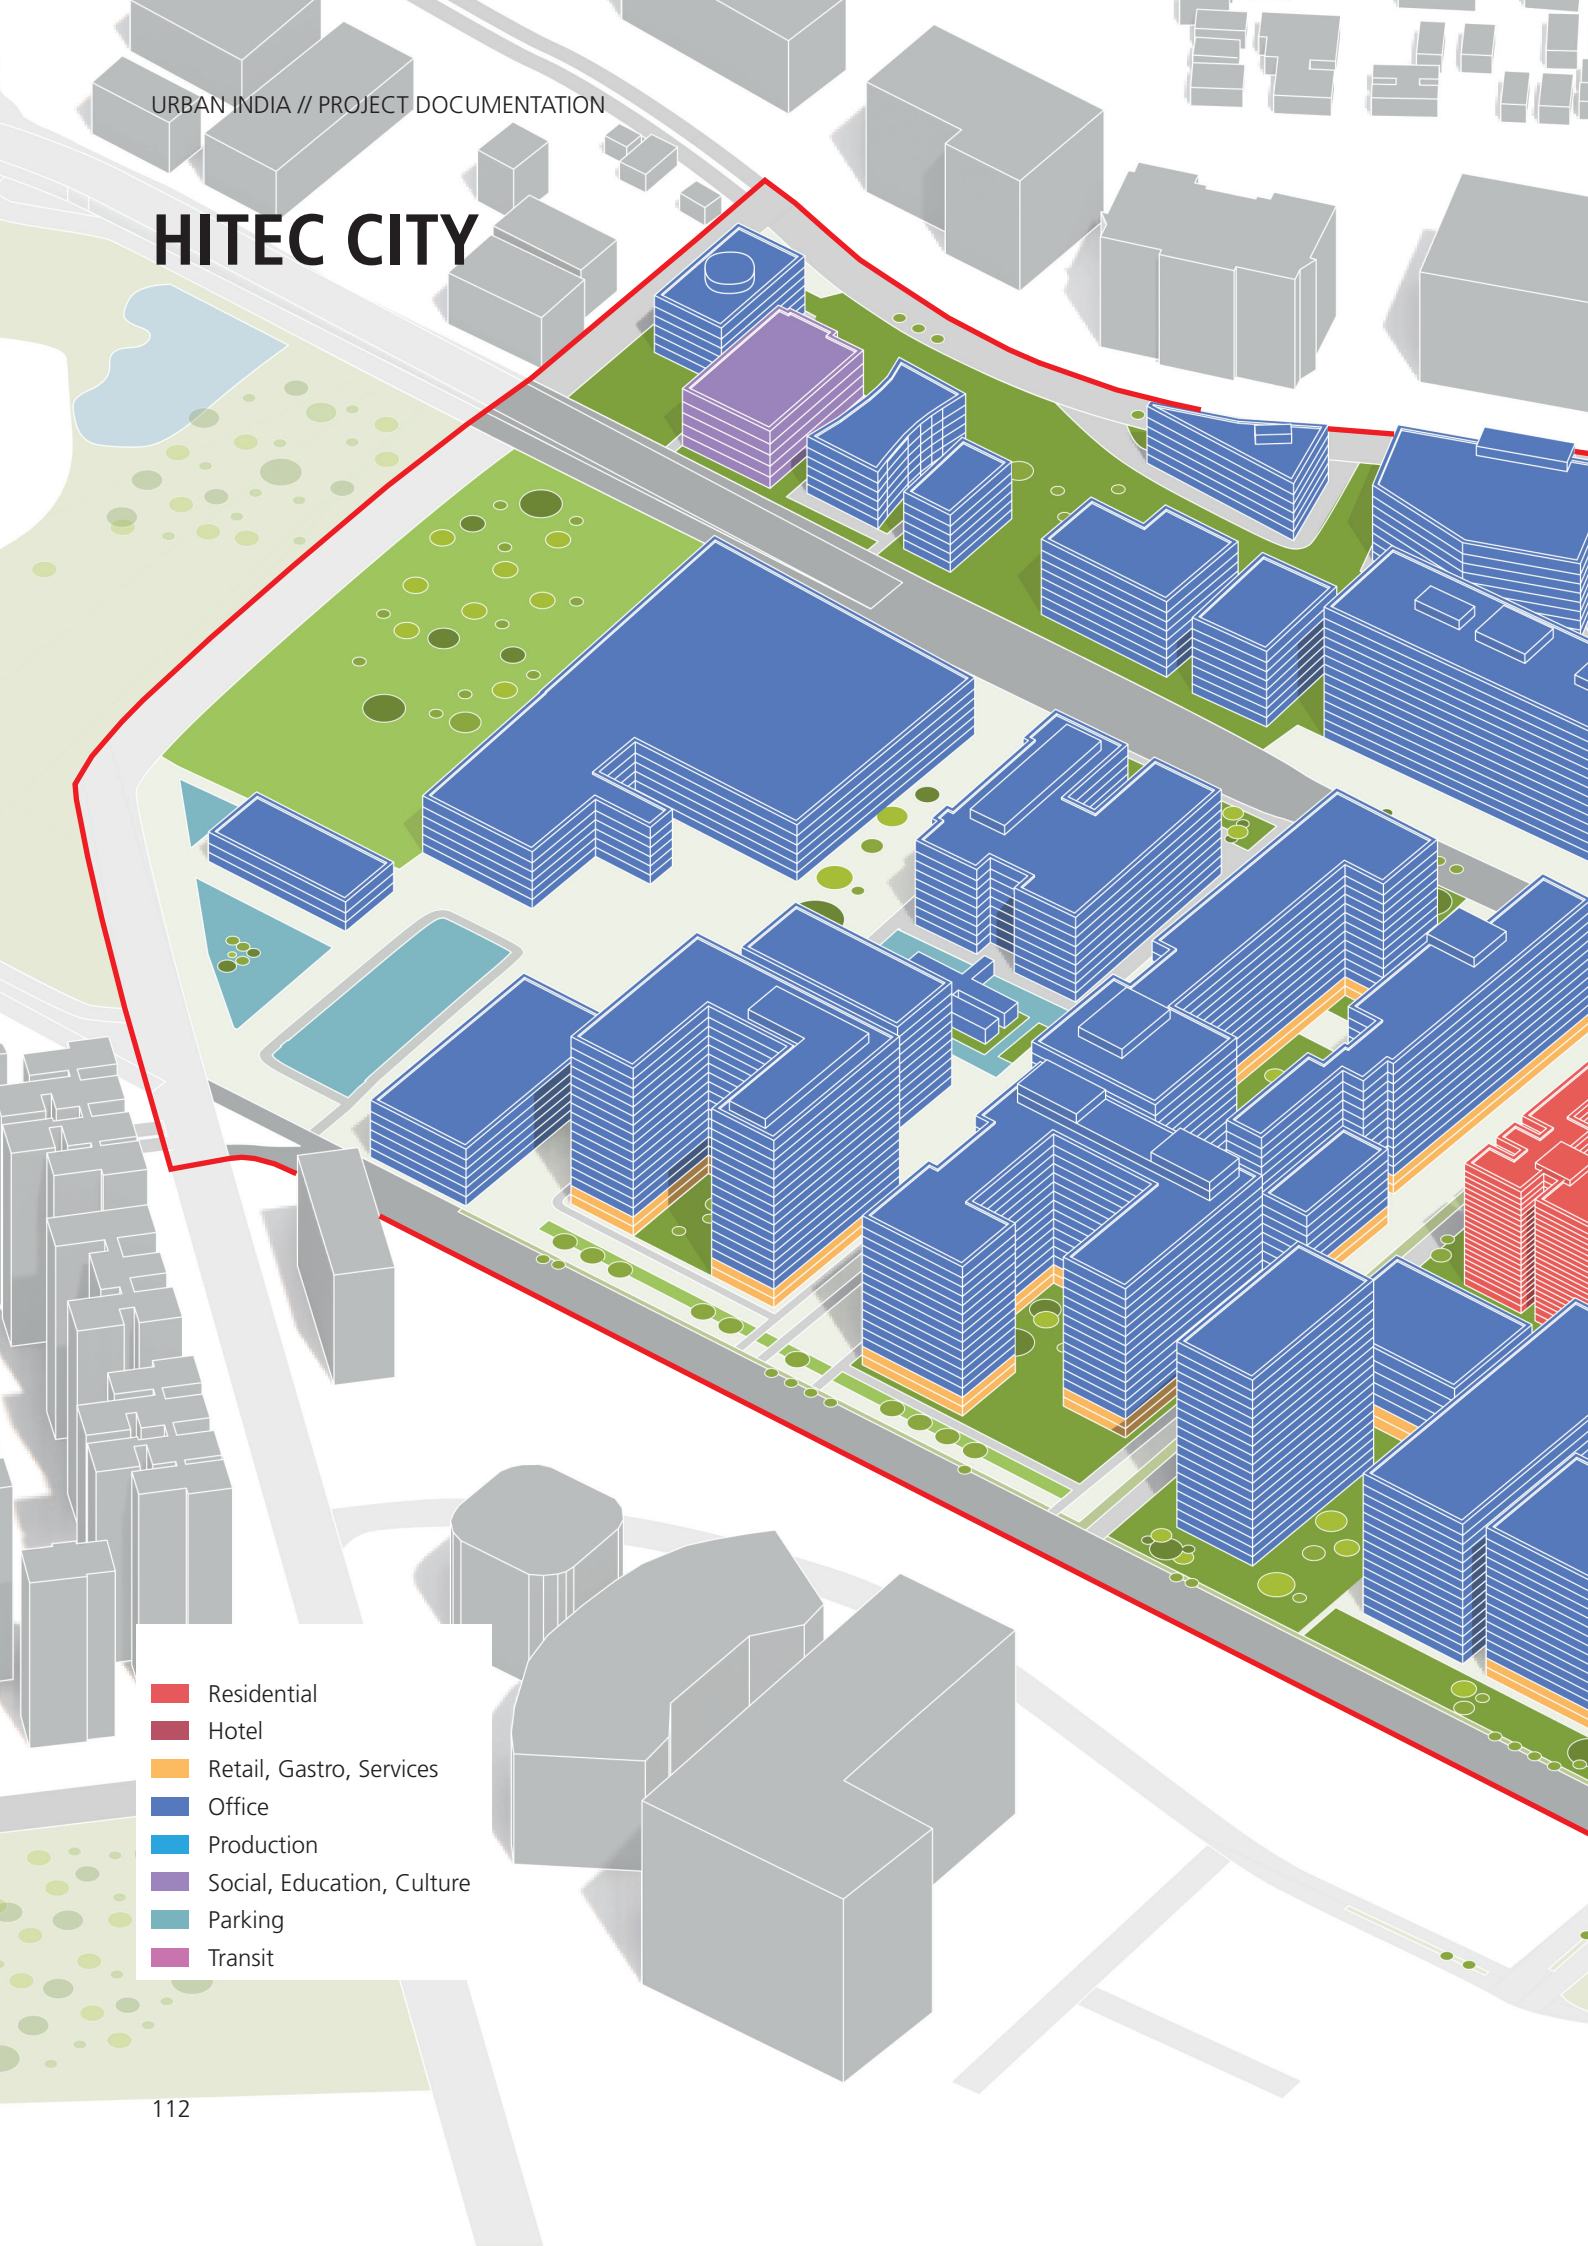 URBAN INDIA // PROJECT DOCUMENTATION
HITEC CITY
Residential
Hotel
Retail, Gastro, Services
Office
Production
Social, Education, Culture
Parking
Transit
112